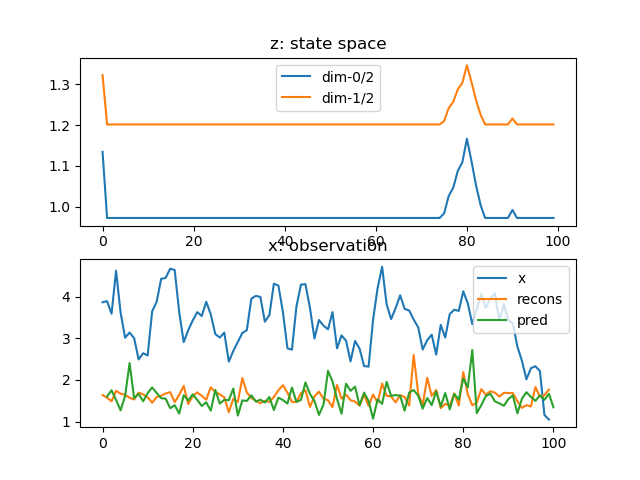 z: state space
1.3
1.2
1.1
1.0
dim-0/2
dim-1/2
0 20 40 60 80 100
x: observation
4
3
2
1
x
recons
pred
0 20 40 60 80 100